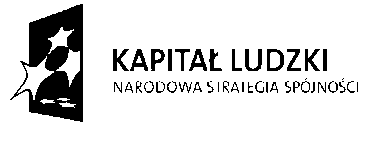 KAPITAŁ LUDZKI
NARODOWA STRATEGIA SPÓJNOŚCI